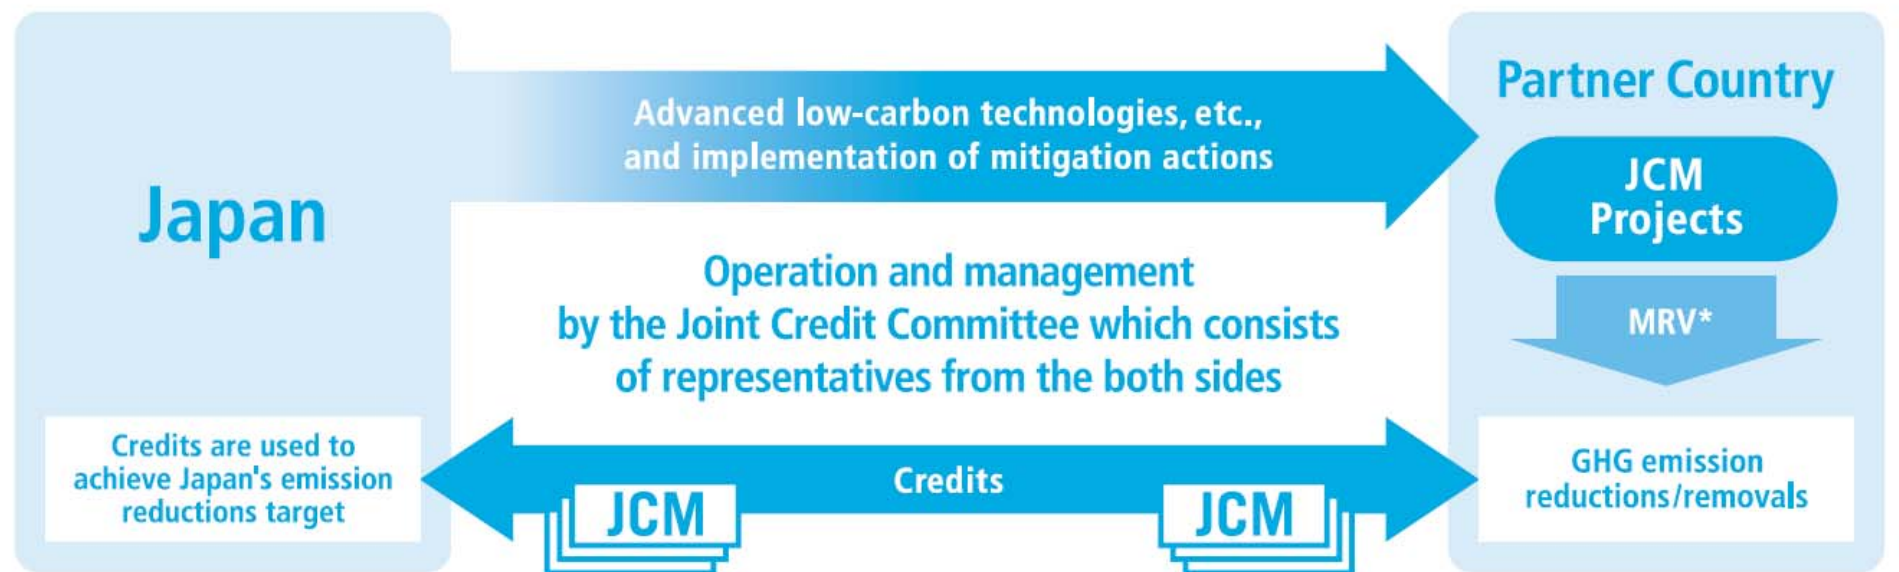 Japan
Credits are used to
achieve Japan's emission
reductions target
Advanced low-carbon technologies, etc.,
and implementation of mitigation actions
Operation and management
by the Joint Credit Committee which consists
of representatives from the both sides
Credits
JCM
JCM
Partner Country
JCM
Projects
MRV*
GHG emission
reductions/removals